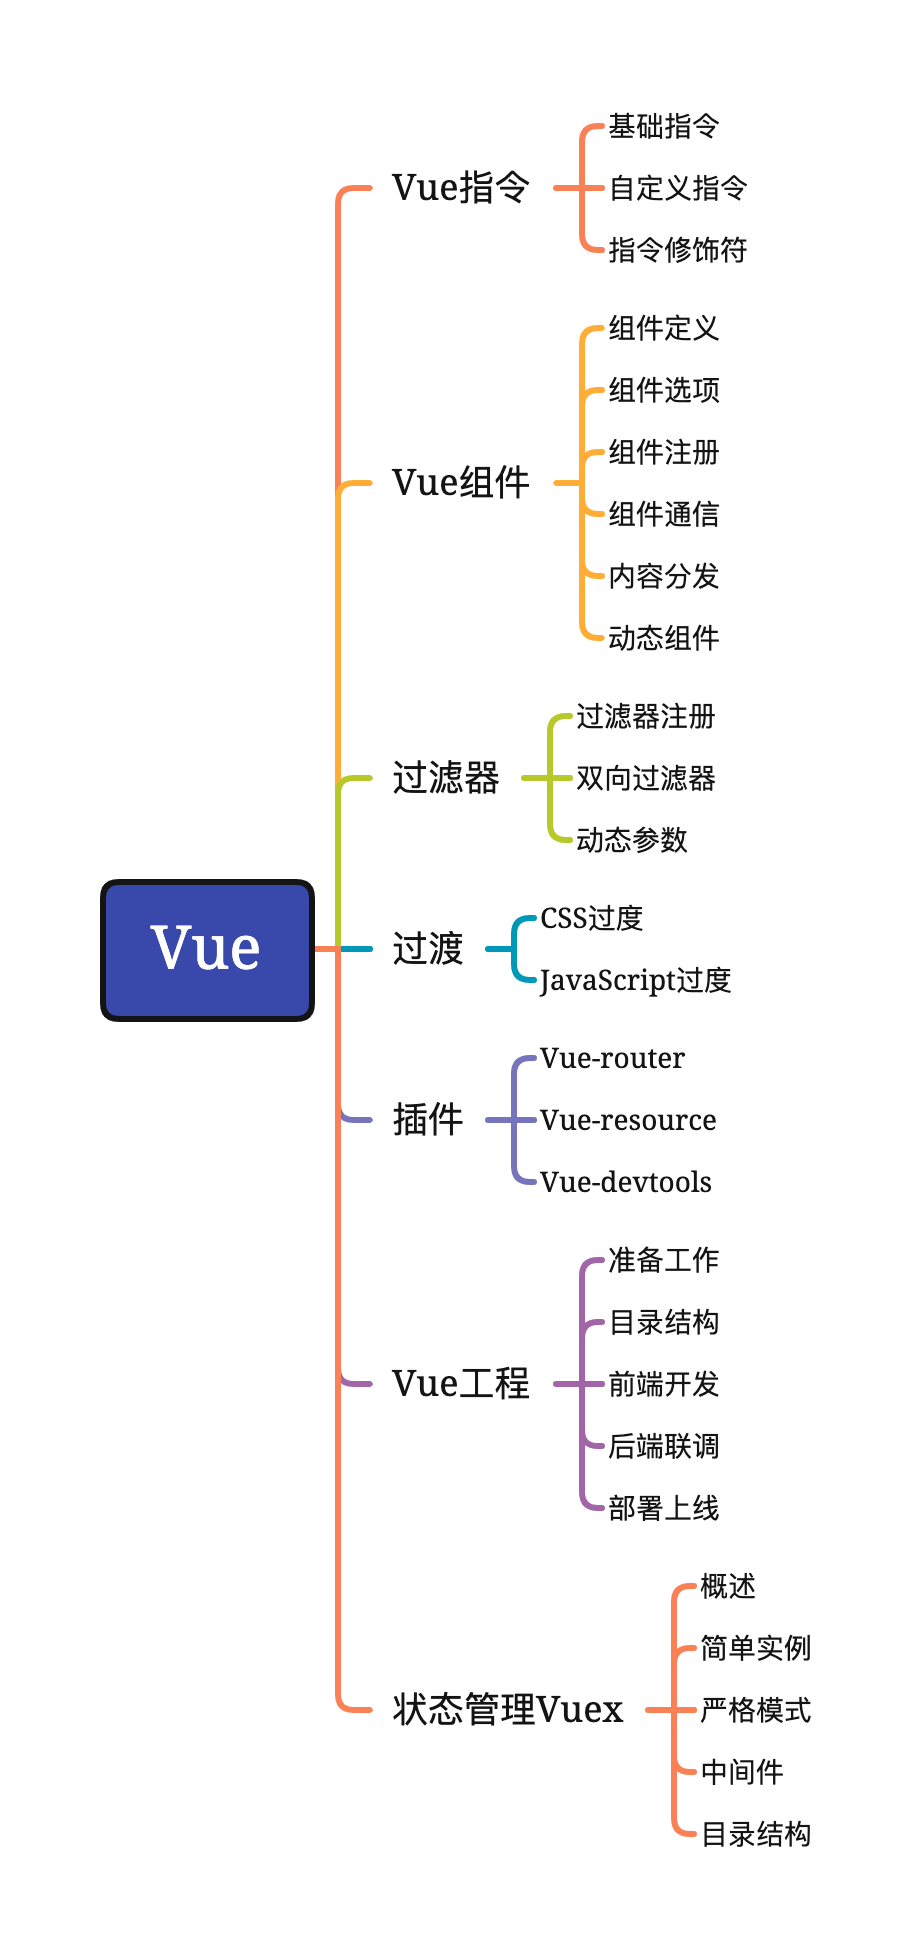 Vue
Vue指令
基础指令
自定义指令
指令修饰符
Vue组件
组件定义
组件选项
组件注册
组件通信
内容分发
动态组件
过滤器
过滤器注册
双向过滤器
动态参数
过渡
CSS过度
JavaScript过度
插件
Vue-router
Vue-resource
Vue-devtools
Vue工程
准备工作
目录结构
前端开发
后端联调
部署上线
状态管理Vuex
概述
简单实例
严格模式
中间件
目录结构